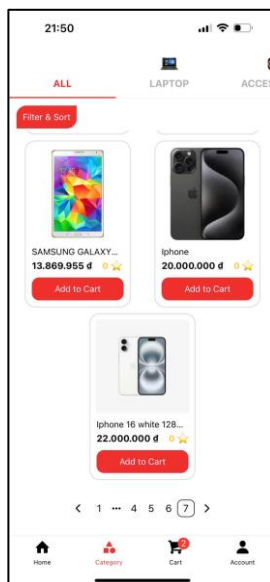 21:50
ALL LAPTOP ACCES
Filter & Sort
SAMSUNG GALAXY... Iphone
13.869.955 đ 0 20.000.000 đ 0
Add to Cart Add to Cart
Iphone 16 white 128...
22.000.000 đ 0
Add to Cart
< 1 ••• 4 5 6 7 >
2
Home Category Cart Account